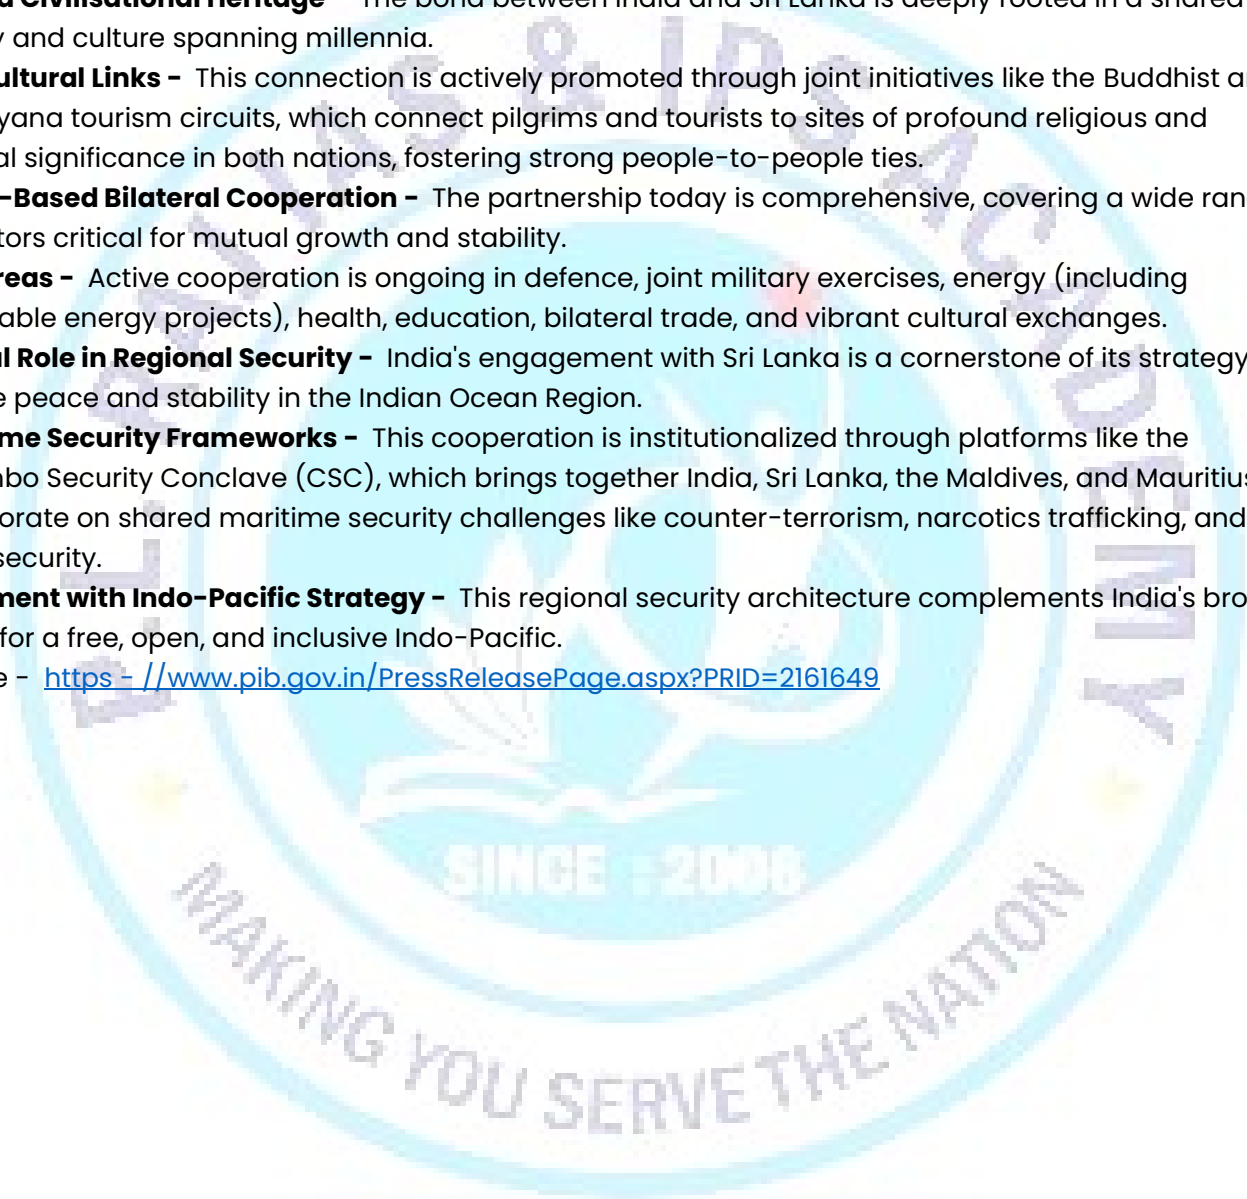 Civilisational Heritage - The bond between India and Sri Lanka is deeply rooted in a shared
y and culture spanning millennia.
ultural Links - This connection is actively promoted through joint initiatives like the Buddhist a
yana tourism circuits, which connect pilgrims and tourists to sites of profound religious and
al significance in both nations, fostering strong people-to-people ties.
-Based Bilateral Cooperation - The partnership today is comprehensive, covering a wide ran
tors critical for mutual growth and stability.
reas - Active cooperation is ongoing in defence, joint military exercises, energy (including
able energy projects), health, education, bilateral trade, and vibrant cultural exchanges.
l Role in Regional Security - India's engagement with Sri Lanka is a cornerstone of its strategy
e peace and stability in the Indian Ocean Region.
me Security Frameworks - This cooperation is institutionalized through platforms like the
mbo Security Conclave (CSC), which brings together India, Sri Lanka, the Maldives, and Mauritius
orate on shared maritime security challenges like counter-terrorism, narcotics trafficking, and
security.
ment with Indo-Pacific Strategy - This regional security architecture complements India's bro
for a free, open, and inclusive Indo-Pacific.
e - https - //www.pib.gov.in/PressReleasePage.aspx?PRID=2161649
RAJ IAS & IPS ACADEMY
SINCE : 2008
MAKING YOU SERVE THE NATION